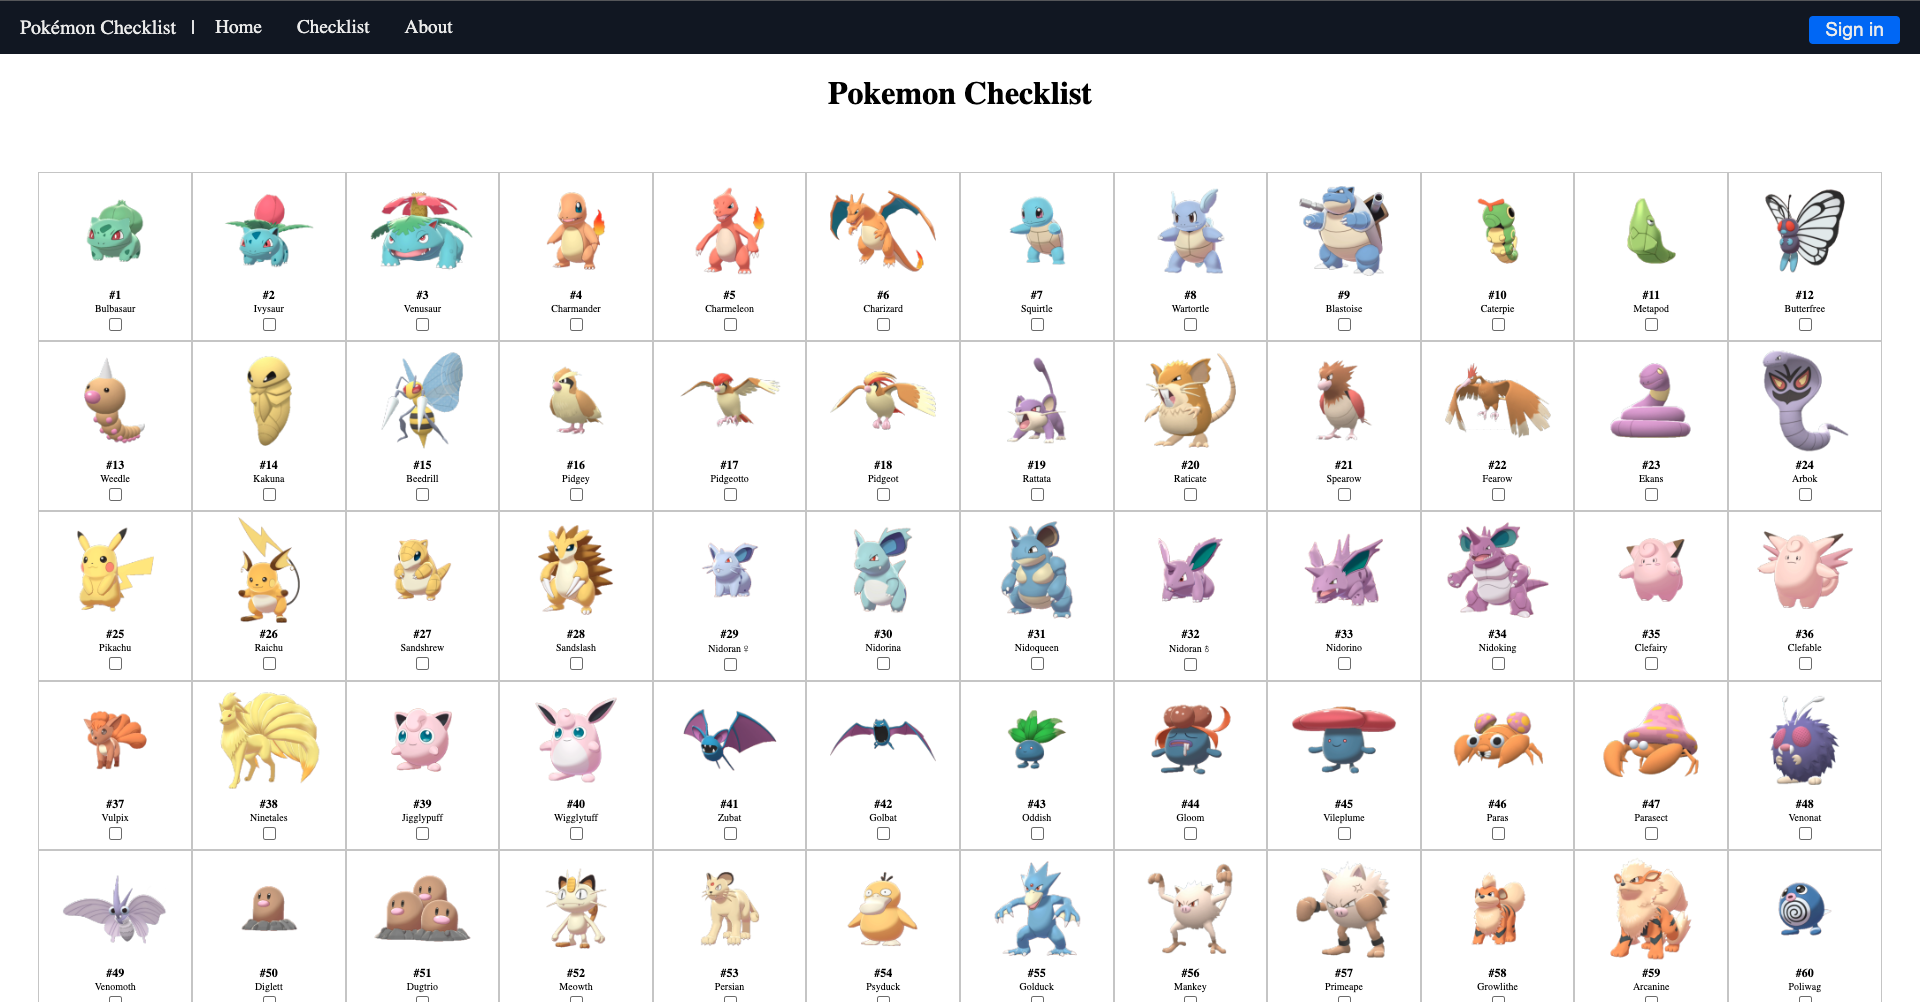 Pokémon Checklist | Home Checklist About Sign in
Pokemon Checklist
#1 #2 #3 #4 #5 #6 #7 #8 #9 #10 #11 #12
Bulbasaur Ivysaur Venusaur Charmander Charmeleon Charizard Squirtle Wartortle Blastoise Caterpie Metapod Butterfree
#13 #14 #15 #16 #17 #18 #19 #20 #21 #22 #23 #24
Weedle Kakuna Beedrill Pidgey Pidgeotto Pidgeot Rattata Raticate Spearow Fearow Ekans Arbok
#25 #26 #27 #28 #29 #30 #31 #32 #33 #34 #35 #36
Pikachu Raichu Sandshrew Sandslash Nidoran♀ Nidorina Nidoqueen Nidoran♂ Nidorino Nidoking Clefairy Clefable
#37 #38 #39 #40 #41 #42 #43 #44 #45 #46 #47 #48
Vulpix Ninetales Jigglypuff Wigglytuff Zubat Golbat Oddish Gloom Vileplume Paras Parasect Venonat
#49 #50 #51 #52 #53 #54 #55 #56 #57 #58 #59 #60
Venomoth Diglett Dugtrio Meowth Persian Psyduck Golduck Mankey Primeape Growlithe Arcanine Poliwag